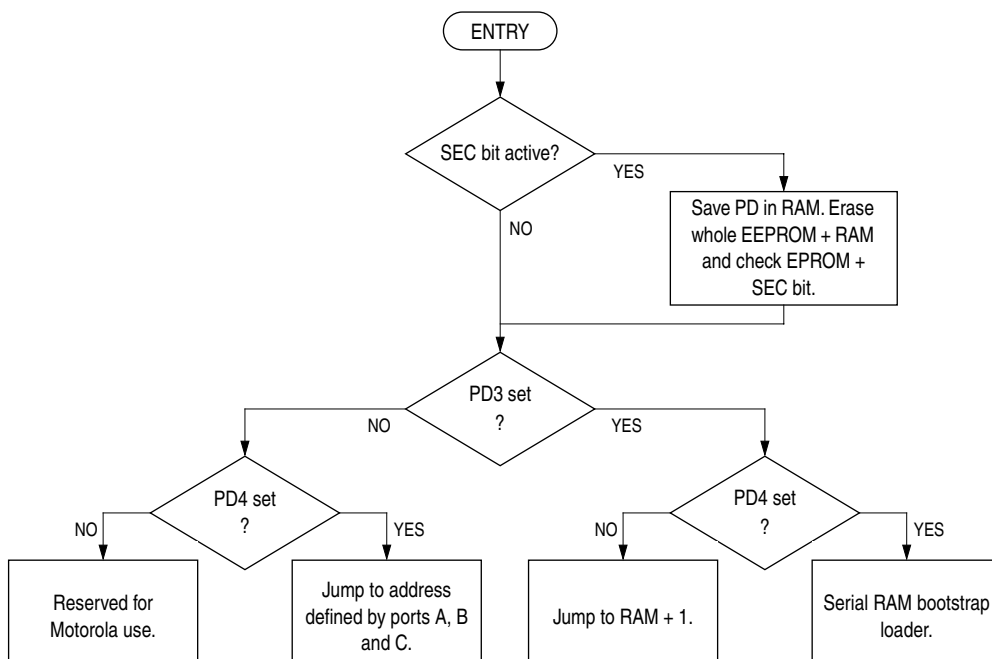 ENTRY
SEC bit active?
YES
NO
Save PD in RAM. Erase
whole EEPROM + RAM
and check EPROM +
SEC bit.
PD3 set
?
NO
YES
PD4 set
?
NO
YES
PD4 set
?
NO
YES
Reserved for
Motorola use.
Jump to address
defined by ports A, B
and C.
Jump to RAM + 1.
Serial RAM bootstrap
loader.